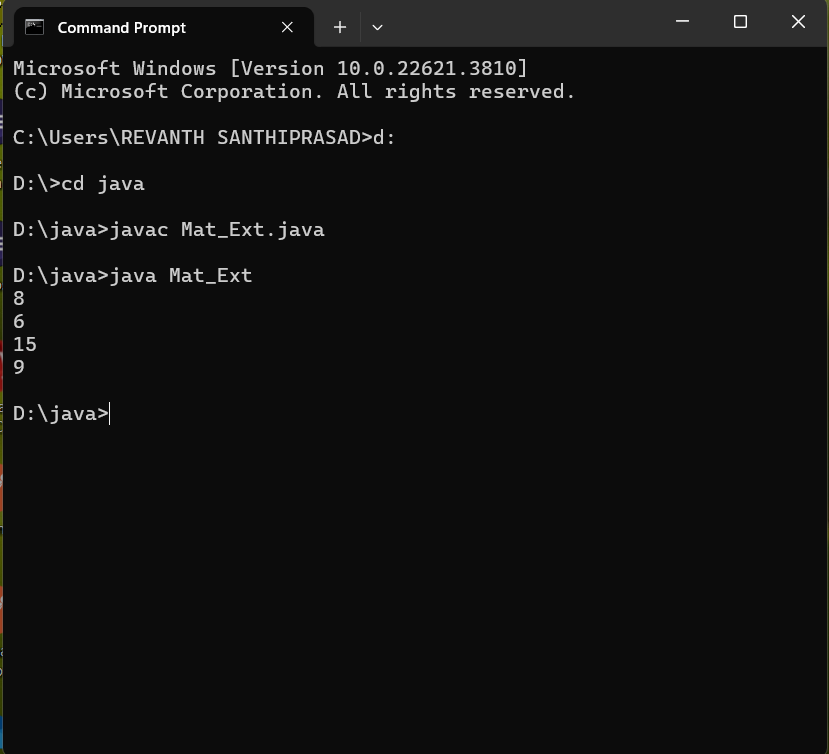 Command Prompt
Microsoft Windows [Version 10.0.22621.3810]
(c) Microsoft Corporation. All rights reserved.
C:\Users\REVANTH SANTHIPRASAD>d:
D:\>cd java
D:\java>javac Mat_Ext.java
D:\java>java Mat_Ext
8
6
15
9
D:\java>